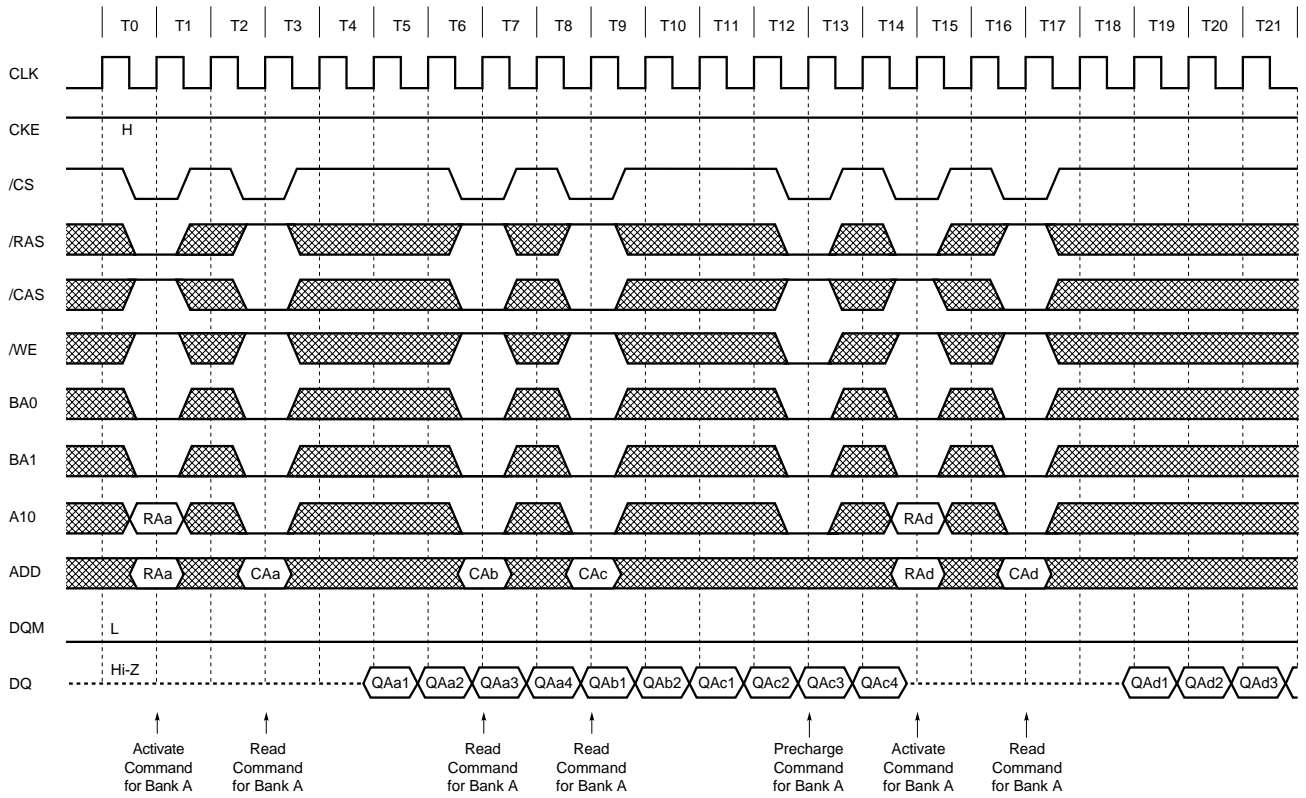 T0 T1 T2 T3 T4 T5 T6 T7 T8 T9 T10 T11 T12 T13 T14 T15 T16 T17 T18 T19 T20 T21
CLK
CKE H
/CS
/RAS
/CAS
/WE
BA0
BA1
A10 RAa RAd
ADD RAa CAa CAb CAc RAd CAd
DQM L
DQ Hi-Z QAa1 QAa2 QAa3 QAa4 QAb1 QAb2 QAc1 QAc2 QAc3 QAc4 QAd1 QAd2 QAd3
Activate
Command
for Bank A
Read
Command
for Bank A
Read
Command
for Bank A
Read
Command
for Bank A
Precharge
Command
for Bank A
Activate
Command
for Bank A
Read
Command
for Bank A